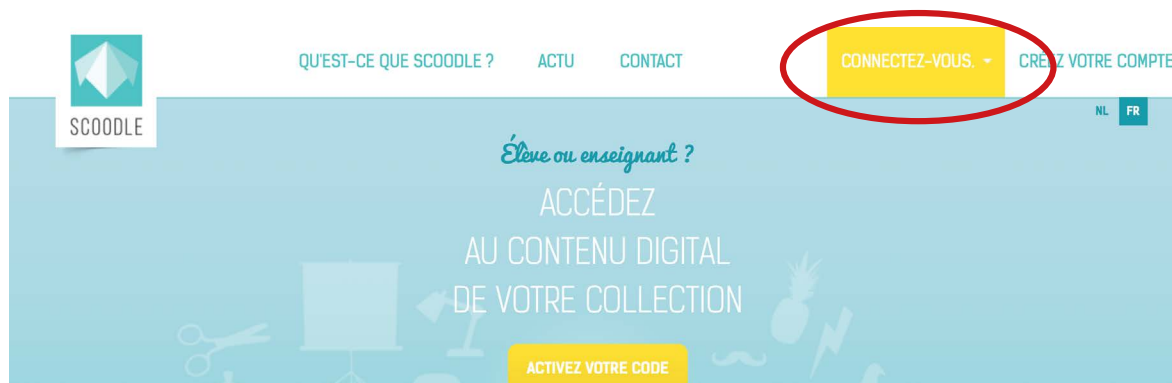 QU'EST-CE QUE SCOODLE ? ACTU CONTACT CONNECTEZ-VOUS. CRÉEZ VOTRE COMPTE
NL FR
SCOODLE
Élève ou enseignant ?
ACCÉDEZ
AU CONTENU DIGITAL
DE VOTRE COLLECTION
ACTIVEZ VOTRE CODE